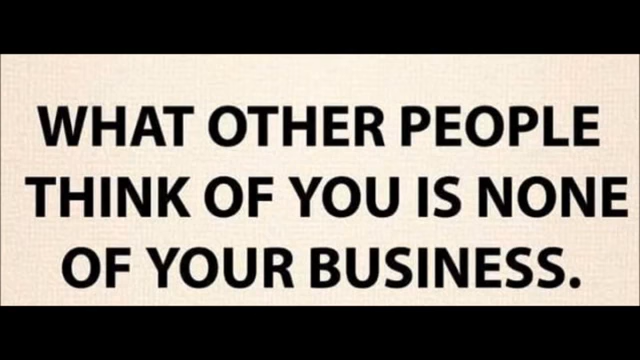 WHAT OTHER PEOPLE
THINK OF YOU IS NONE
OF YOUR BUSINESS.